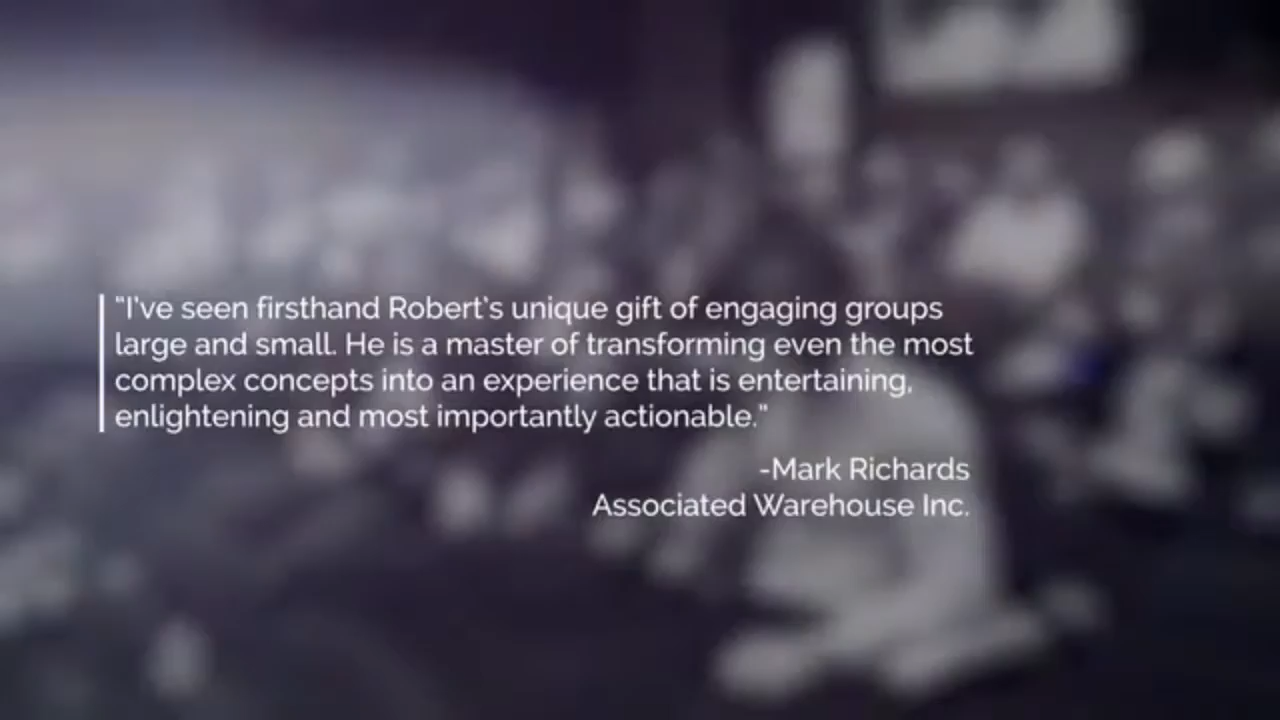 "I've seen firsthand Robert's unique gift of engaging groups
large and small. He is a master of transforming even the most
complex concepts into an experience that is entertaining,
enlightening and most importantly actionable."
-Mark Richards
Associated Warehouse Inc.